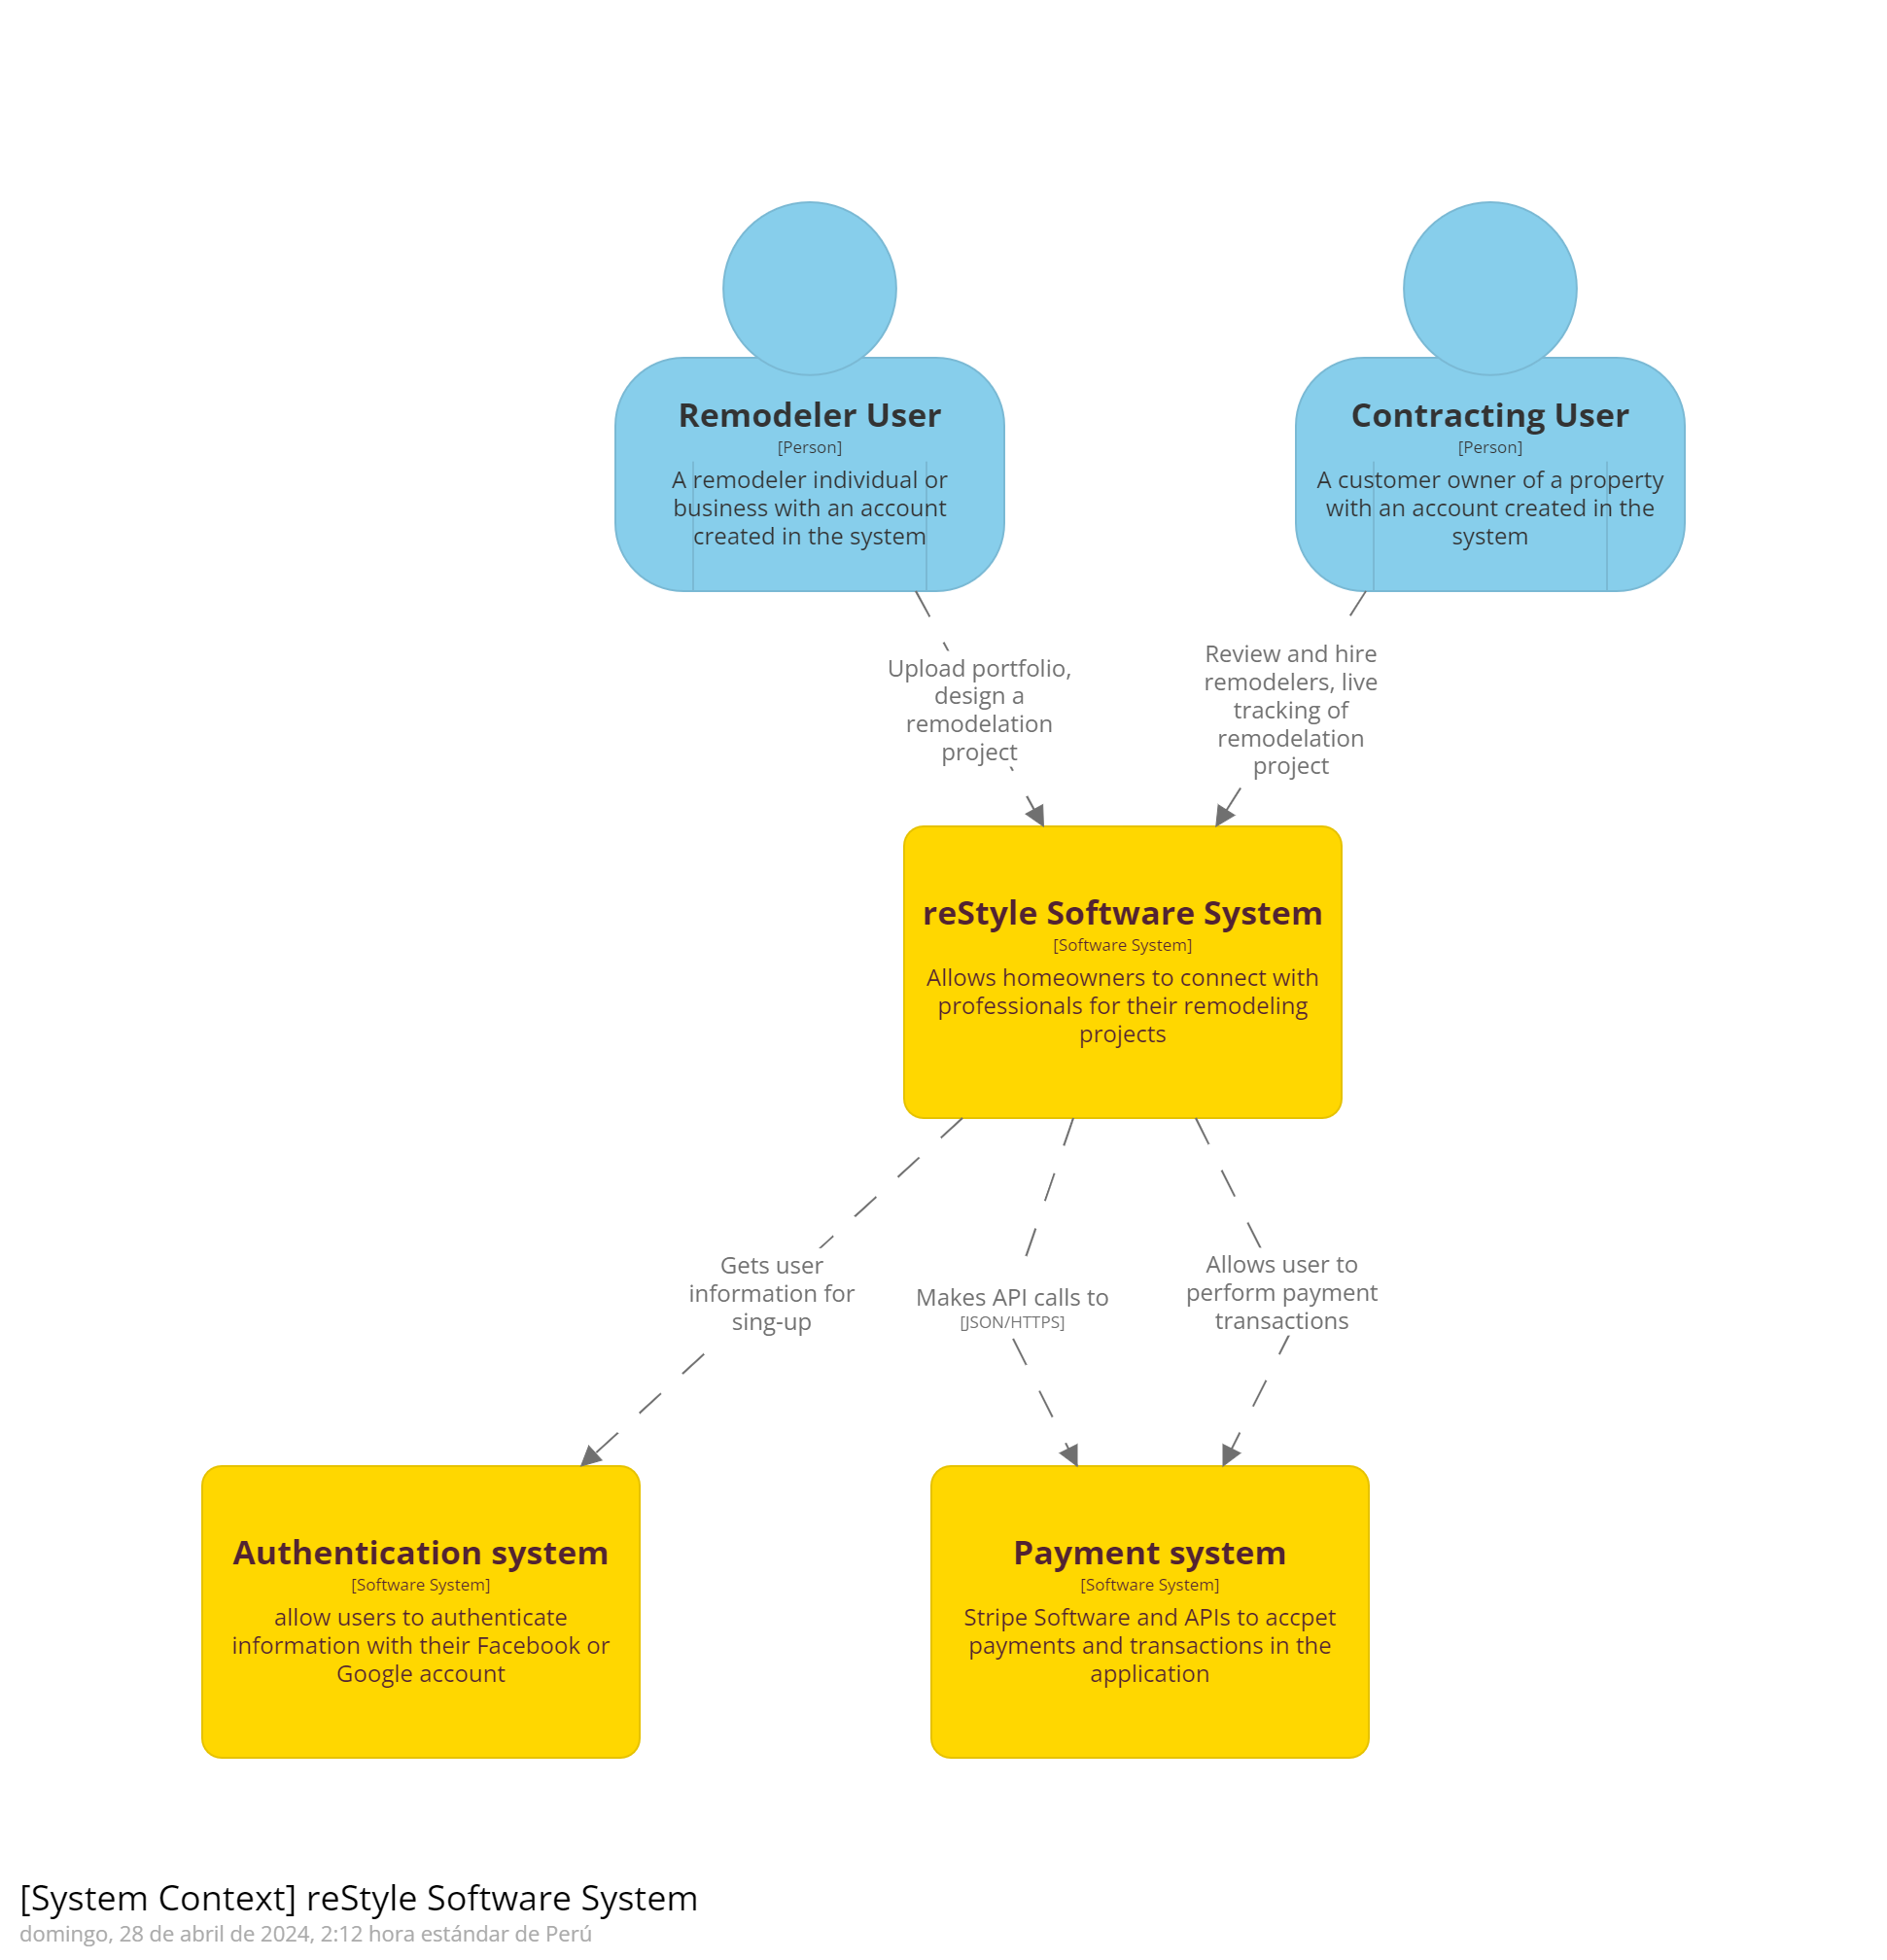 Remodeler User
[Person]
A remodeler individual or
business with an account
created in the system
Contracting User
[Person]
A customer owner of a property
with an account created in the
system
Upload portfolio,
design a
remodelation
project
Review and hire
remodelers, live
tracking of
remodelation
project
reStyle Software System
[Software System]
Allows homeowners to connect with
professionals for their remodeling
projects
Gets user
information for
sing-up
Makes API calls to
[JSON/HTTPS]
Allows user to
perform payment
transactions
Authentication system
[Software System]
allow users to authenticate
information with their Facebook or
Google account
Payment system
[Software System]
Stripe Software and APIs to accpet
payments and transactions in the
application
[System Context] reStyle Software System
domingo, 28 de abril de 2024, 2:12 hora estándar de Perú